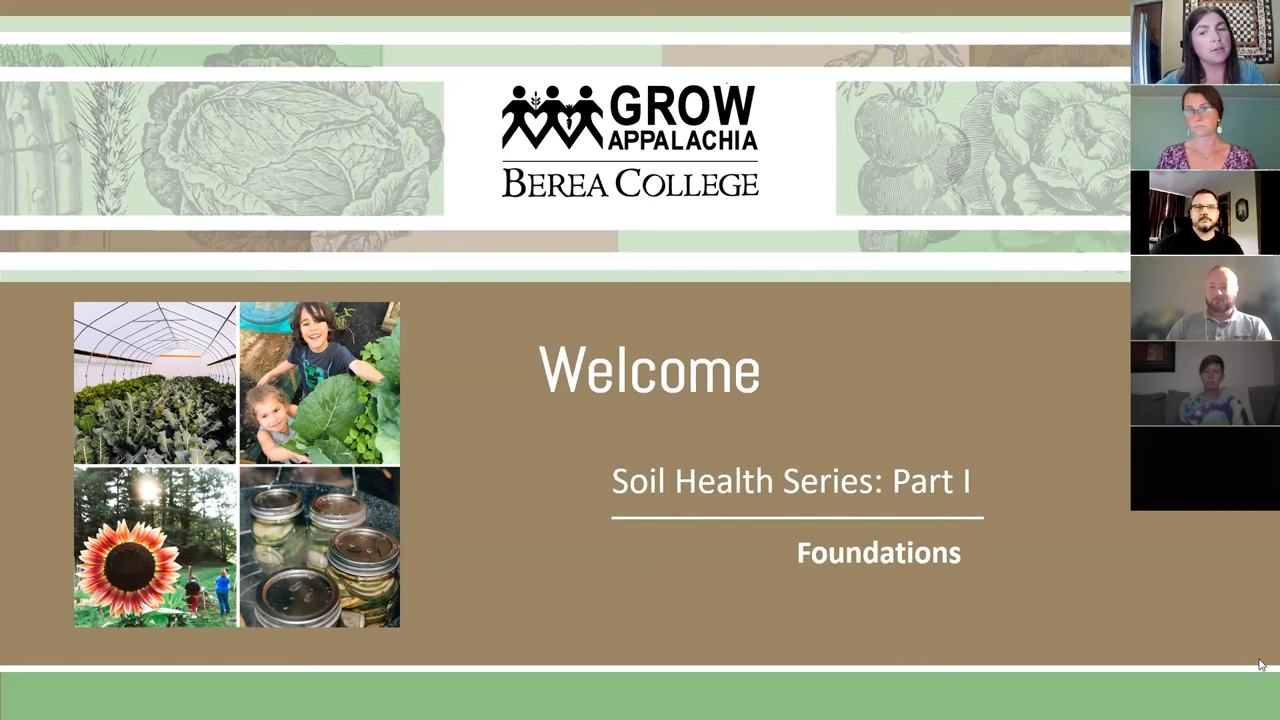 GROW
APPALACHIA
BEREA COLLEGE
Welcome
Soil Health Series: Part I
Foundations